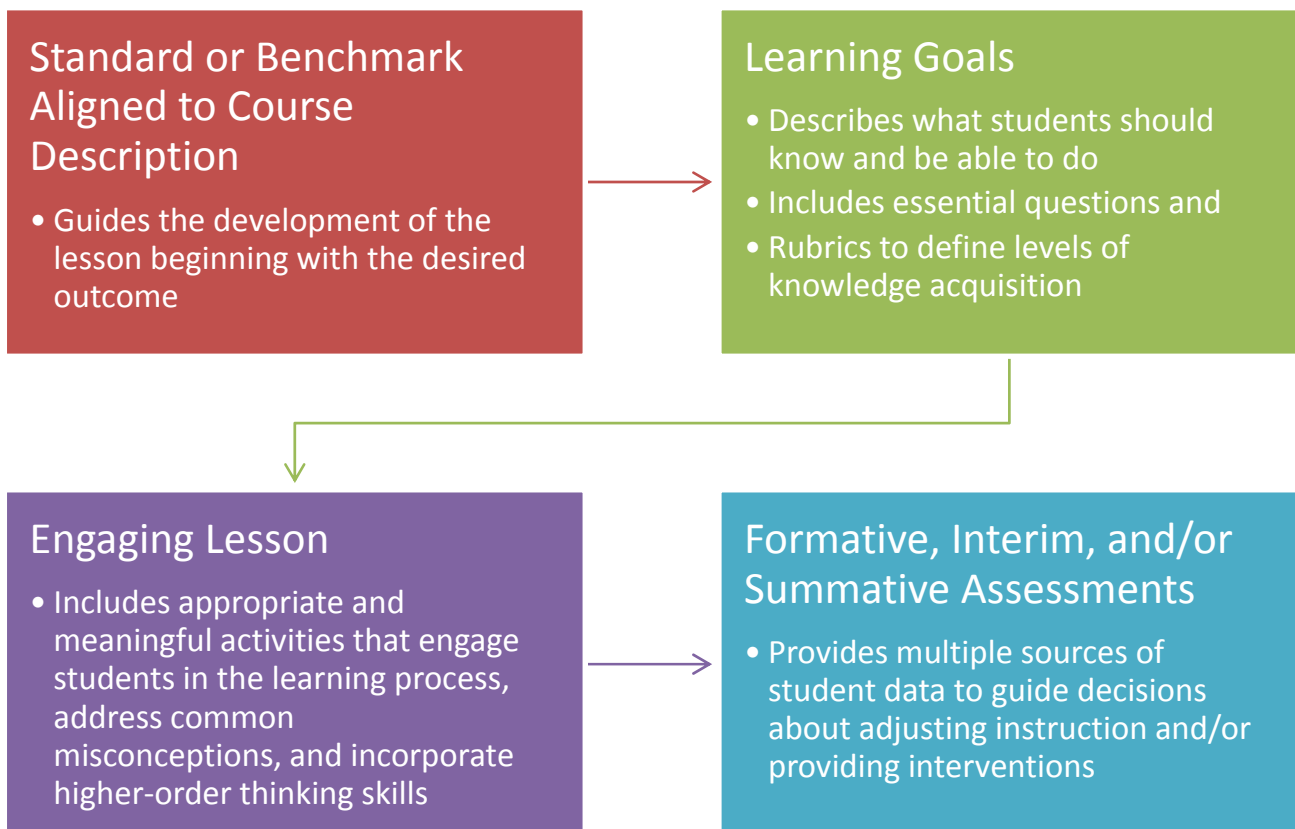 Standard or Benchmark
Aligned to Course
Description
• Guides the development of the
lesson beginning with the desired
outcome
Learning Goals
• Describes what students should
know and be able to do
• Includes essential questions and
• Rubrics to define levels of
knowledge acquisition
Engaging Lesson
• Includes appropriate and
meaningful activities that engage
students in the learning process,
address common
misconceptions, and incorporate
higher-order thinking skills
Formative, Interim, and/or
Summative Assessments
• Provides multiple sources of
student data to guide decisions
about adjusting instruction and/or
providing interventions